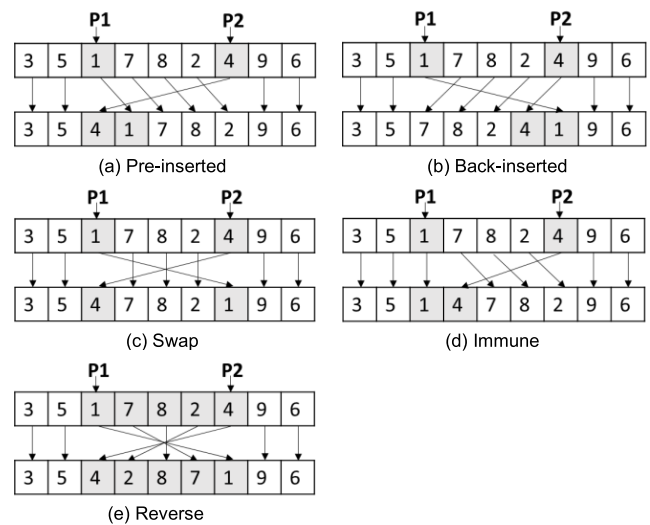 P1 P2
3 5 1 7 8 2 4 9 6
3 5 4 1 7 8 2 9 6
(a) Pre-inserted
P1 P2
3 5 1 7 8 2 4 9 6
3 5 7 8 2 4 1 9 6
(b) Back-inserted
P1 P2
3 5 1 7 8 2 4 9 6
3 5 4 7 8 2 1 9 6
(c) Swap
P1 P2
3 5 1 7 8 2 4 9 6
3 5 1 4 7 8 2 9 6
(d) Immune
P1 P2
3 5 1 7 8 2 4 9 6
3 5 4 2 8 7 1 9 6
(e) Reverse